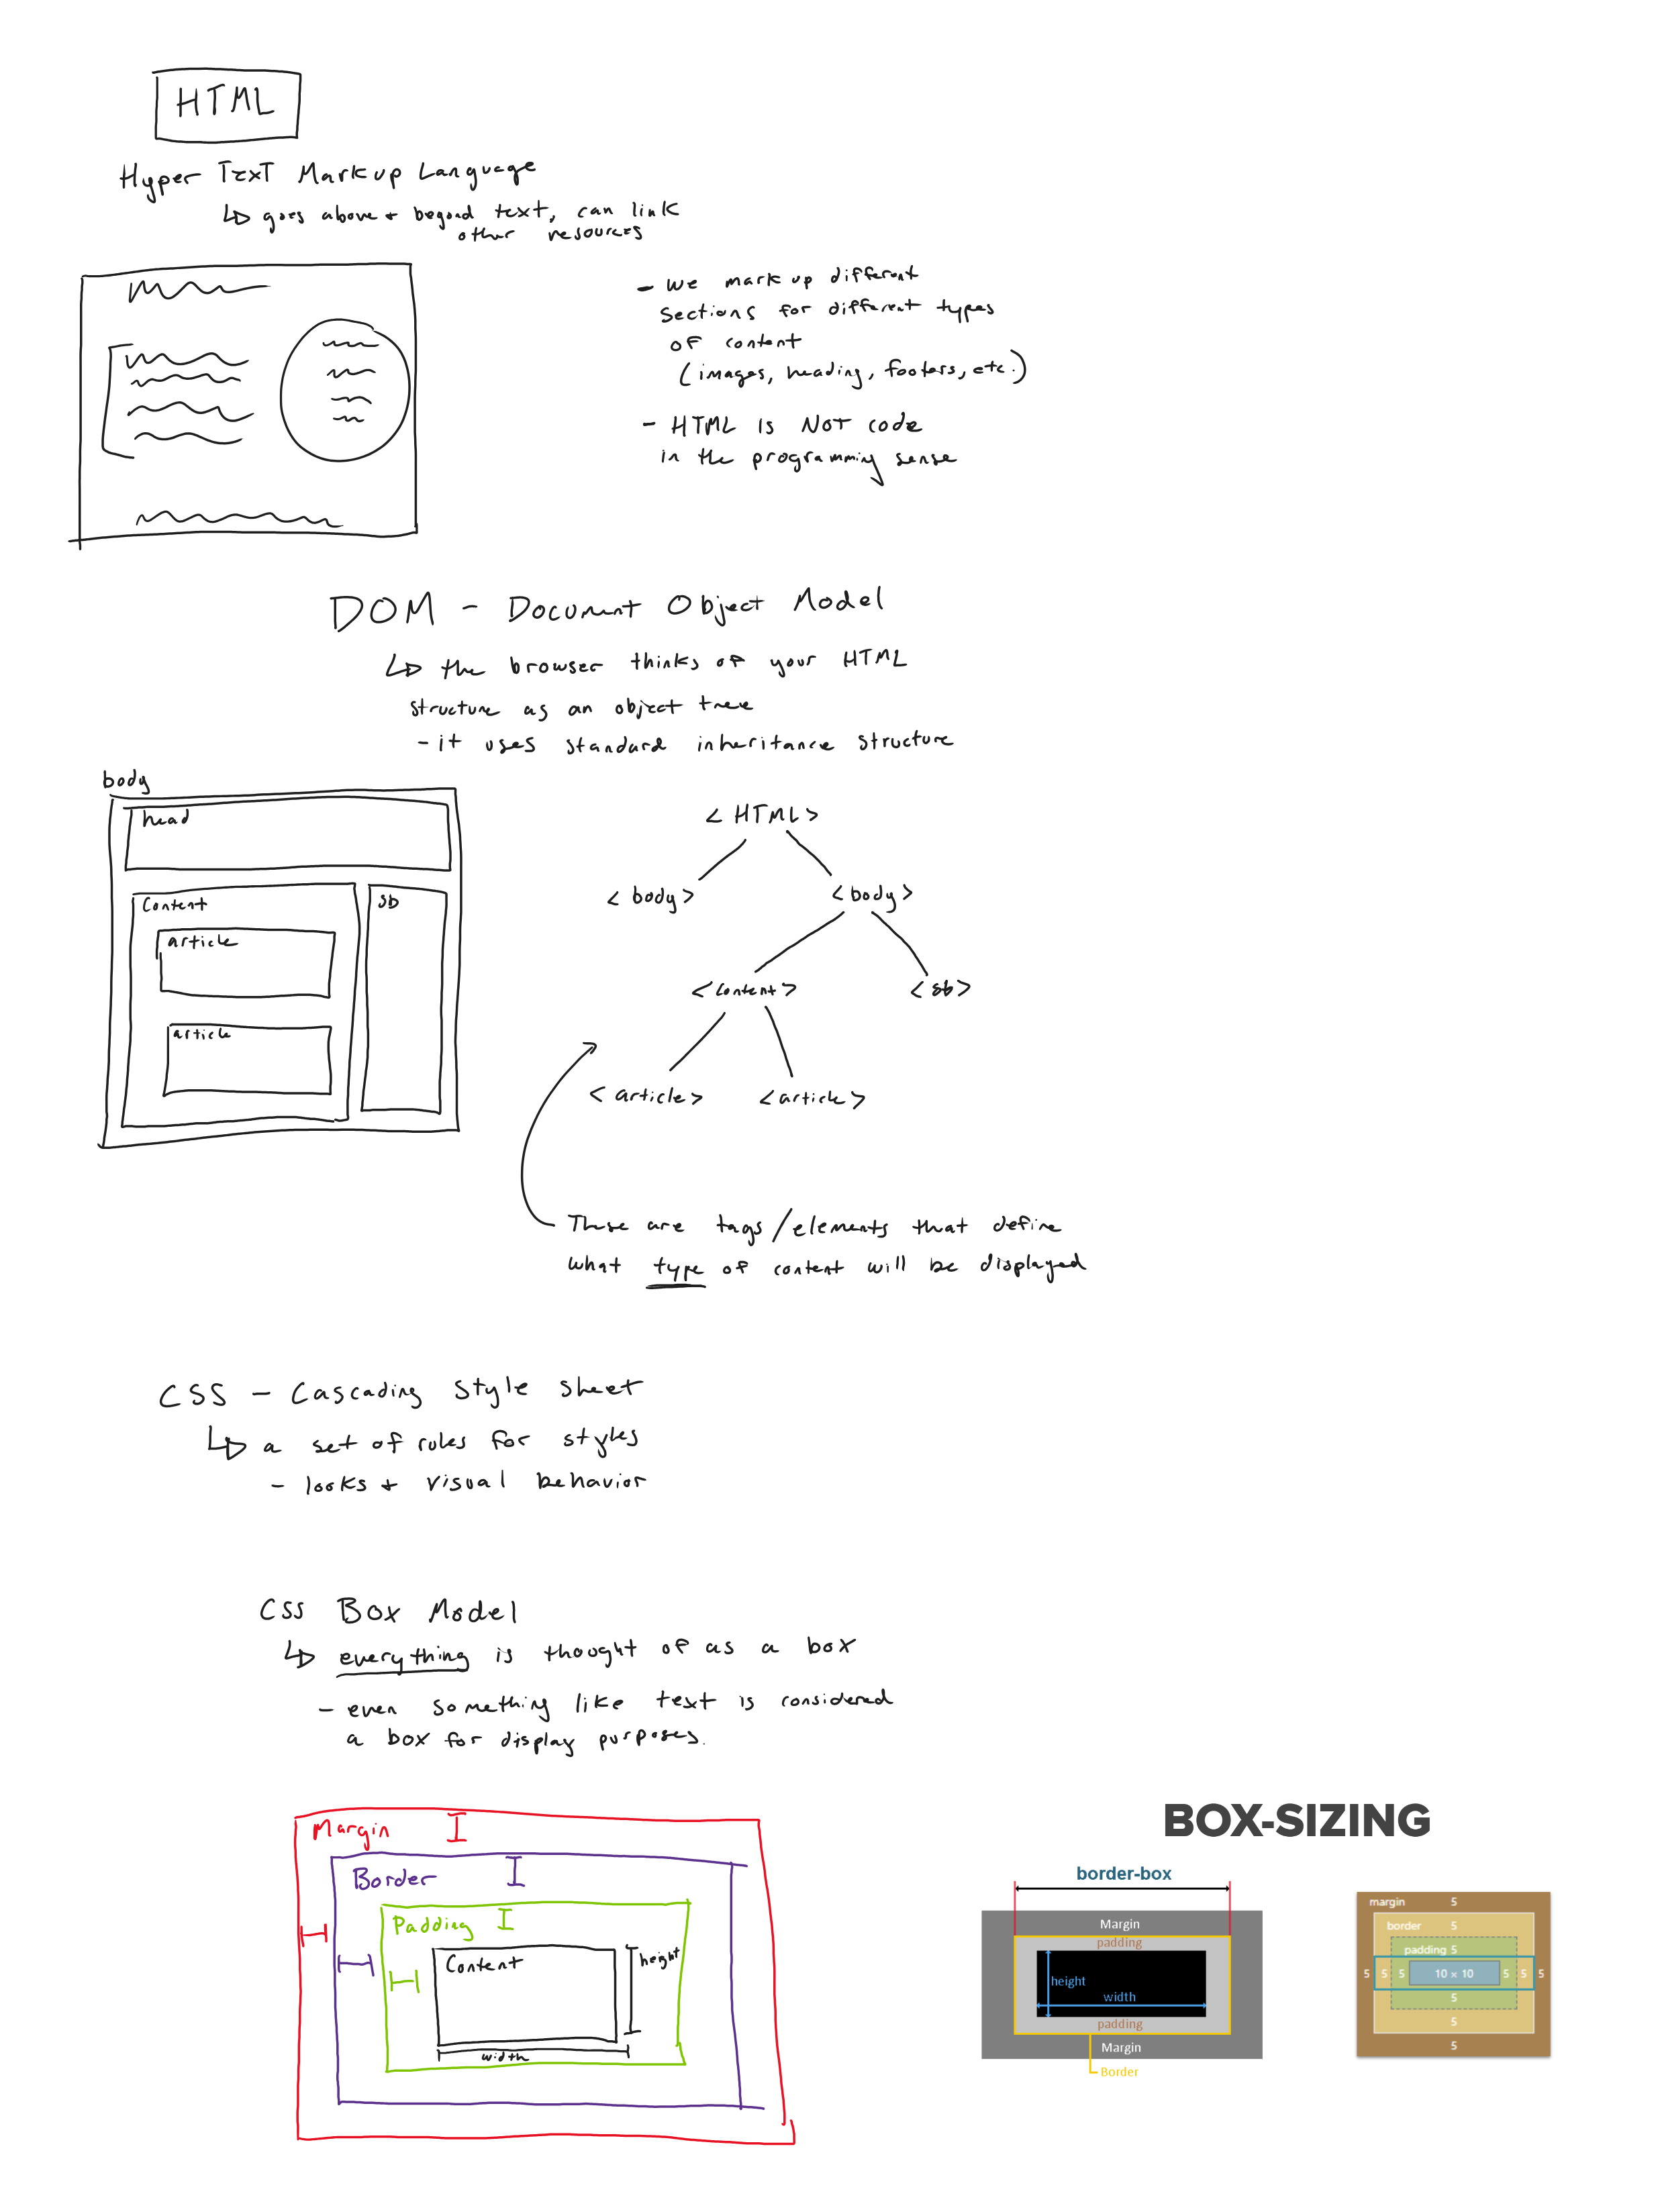 HTML
Hyper Text Markup Language
↳ goes above + beyond text, can link
other resources
- We mark up different
sections for different types
of content
(images, heading, footers, etc.)
- HTML is NOT code
in the programming sense
DOM - Document Object Model
↳ the browser thinks of your HTML
structure as an object tree
- it uses standard inheritance structure
body
head
Content
sb
article
article
< HTML >
< body >
< body >
< content >
< sb >
< article >
< article >
These are tags/elements that define
what type of content will be displayed
CSS - Cascading Style Sheet
↳ a set of rules for styles
- looks + visual behavior
CSS Box Model
↳ everything is thought of as a box
- even something like text is considered
a box for display purposes.
Margin
Border
Padding
Content
height
width
BOX-SIZING
border-box
Margin
padding
height
width
padding
Margin
Border
margin 5
border 5
padding 5
5 5 5 10 × 10 5 5 5
5
5
5